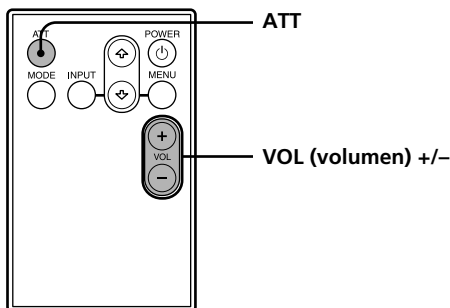 ATT
ATT POWER
MODE INPUT MENU
+
VOL
−
VOL (volumen) +/–